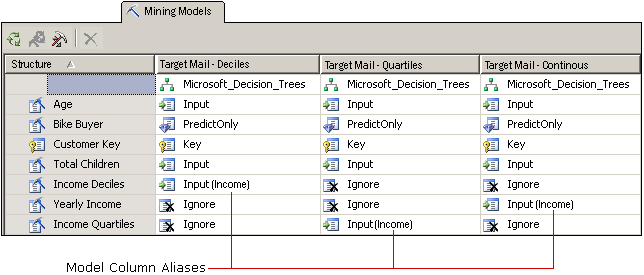 Mining Models
Structure Target Mail - Deciles Target Mail - Quartiles Target Mail - Continous
Microsoft_Decision_Trees Microsoft_Decision_Trees Microsoft_Decision_Trees
Age Input Input Input
Bike Buyer PredictOnly PredictOnly PredictOnly
Customer Key Key Key Key
Total Children Input Input Input
Income Deciles Input (Income) Ignore Ignore
Yearly Income Ignore Ignore Input (Income)
Income Quartiles Ignore Input(Income) Ignore
Model Column Aliases